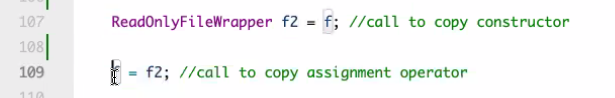 107 ReadOnlyFileWrapper f2 = f; //call to copy constructor
108
109 f = f2; //call to copy assignment operator